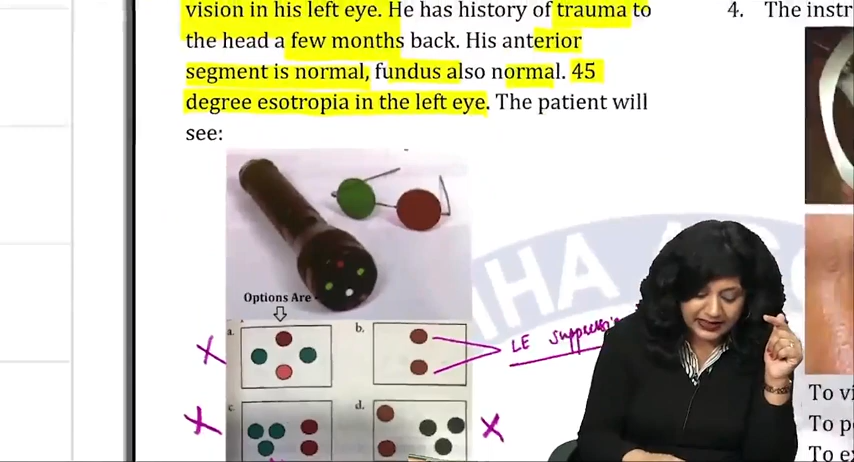 vision in his left eye. He has history of trauma to
the head a few months back. His anterior
segment is normal, fundus also normal. 45
degree esotropia in the left eye. The patient will
see:
Options Are
a.
b.
LE suppressi
c.
d.
4. The instr
HA A
To vi
To p
To e